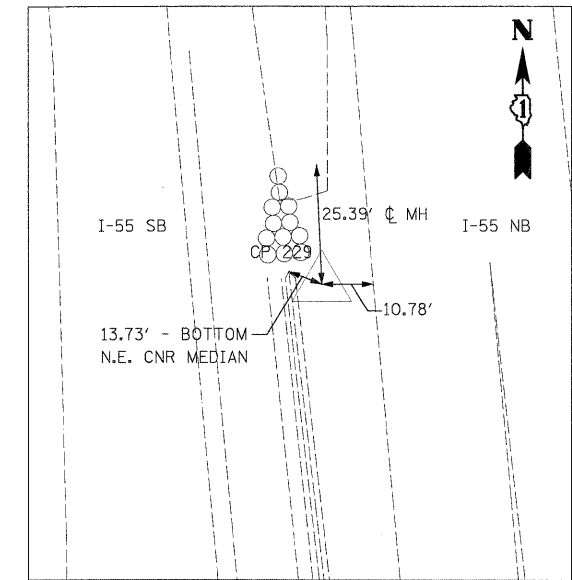 N
1
25.39' ℄ MH
I-55 SB
I-55 NB
CP 229
10.78'
13.73' - BOTTOM
N.E. CNR MEDIAN